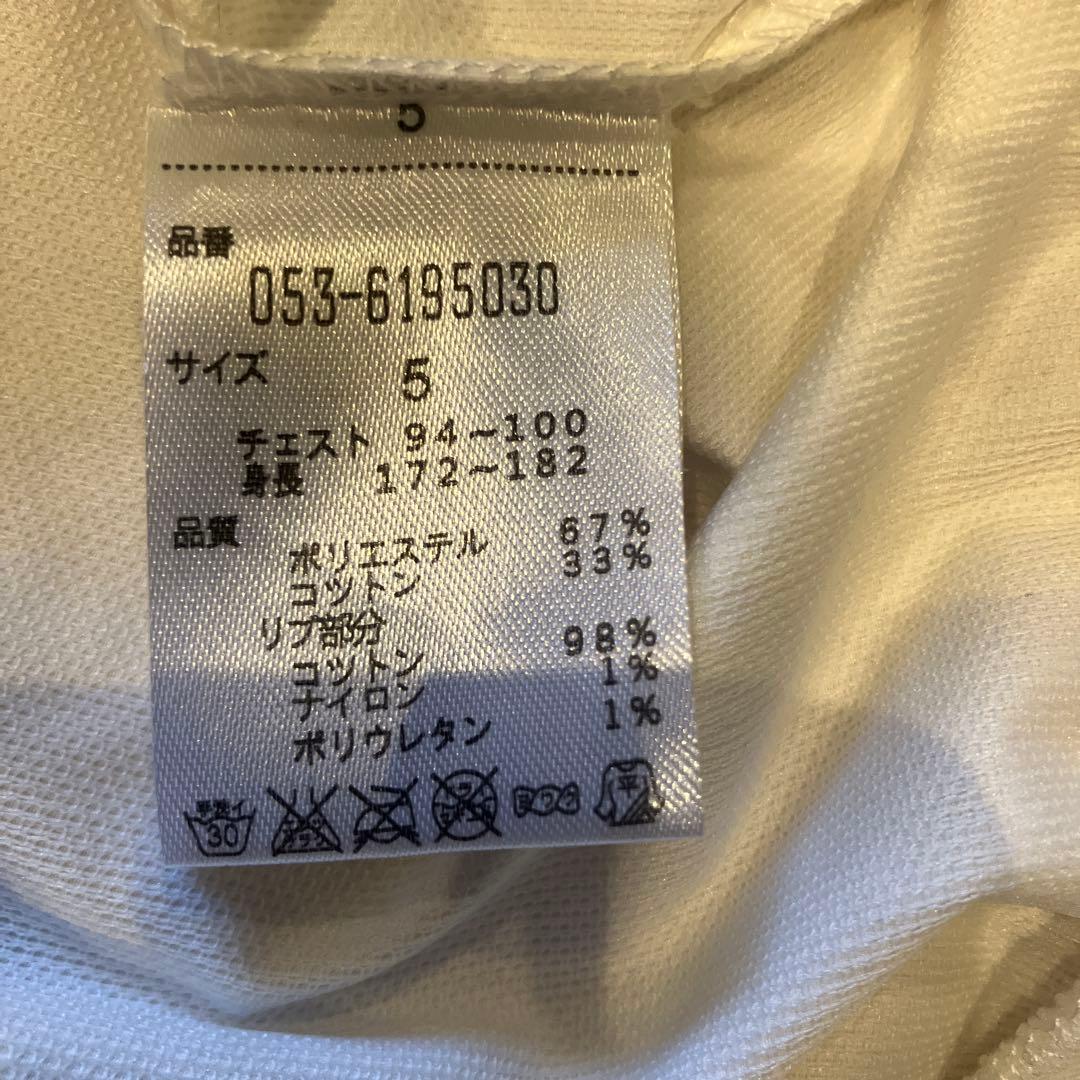 5
品番
053-6195030
サイズ 5
チェスト 94~100
身長 172~182
品質
ポリエステル 67%
コットン 33%
リブ部分
コットン 98%
ナイロン 1%
ポリウレタン 1%
30
平